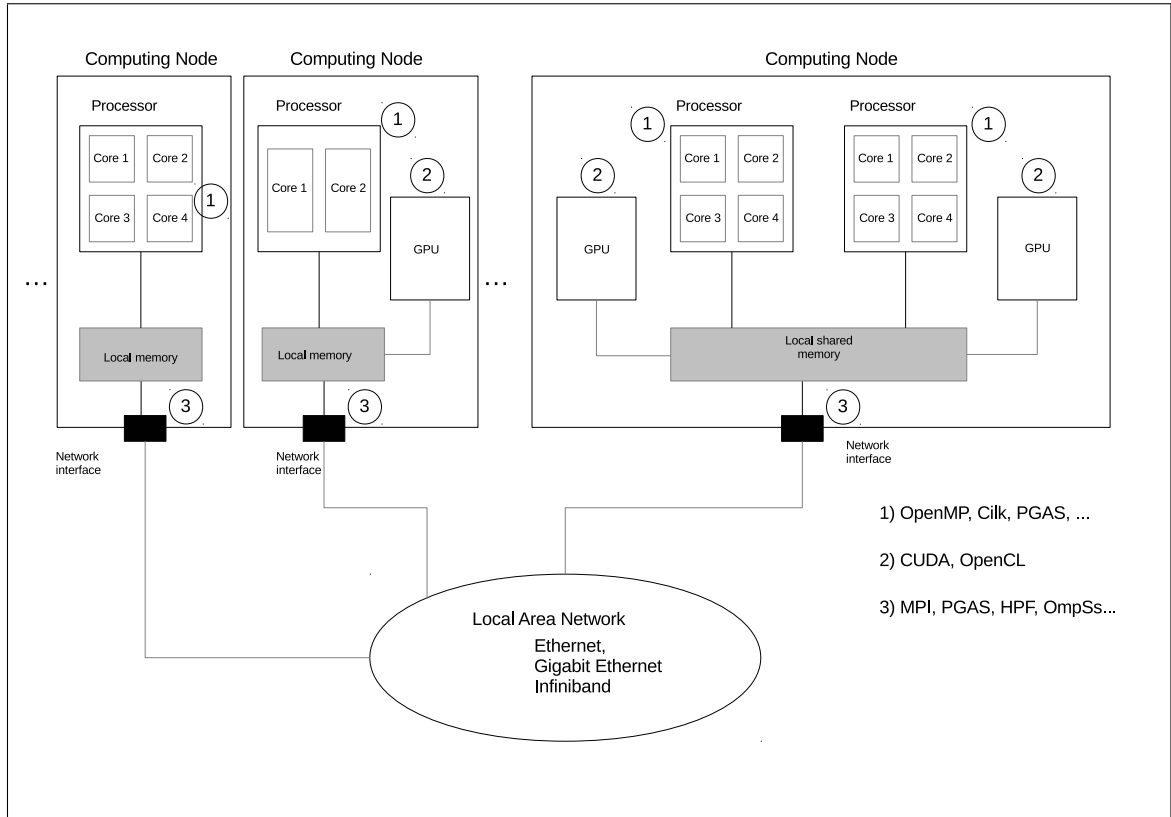 Computing Node
Computing Node
Computing Node
Processor
Processor
Processor
Processor
1
1
1
1
Core 1
Core 2
Core 3
Core 4
Core 1
Core 2
Core 1
Core 2
Core 3
Core 4
Core 1
Core 2
Core 3
Core 4
2
2
2
GPU
GPU
GPU
...
...
Local memory
Local memory
Local shared
memory
3
3
3
Network
interface
Network
interface
Network
interface
1) OpenMP, Cilk, PGAS, ...
2) CUDA, OpenCL
3) MPI, PGAS, HPF, OmpSs...
Local Area Network
Ethernet,
Gigabit Ethernet
Infiniband